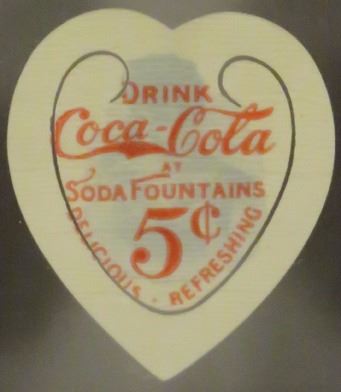 DRINK
Coca-Cola
AT
SODA FOUNTAINS
5¢
DELICIOUS · REFRESHING